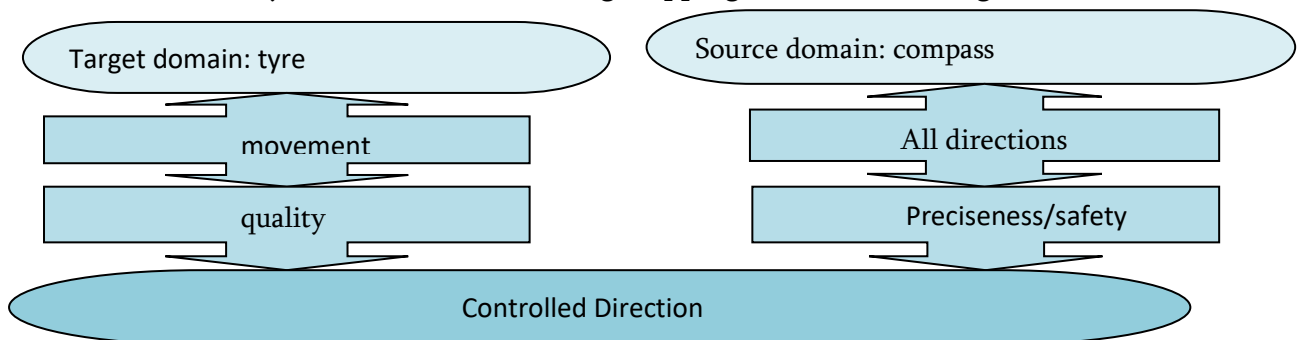 Target domain: tyre
Source domain: compass
movement
All directions
quality
Preciseness/safety
Controlled Direction